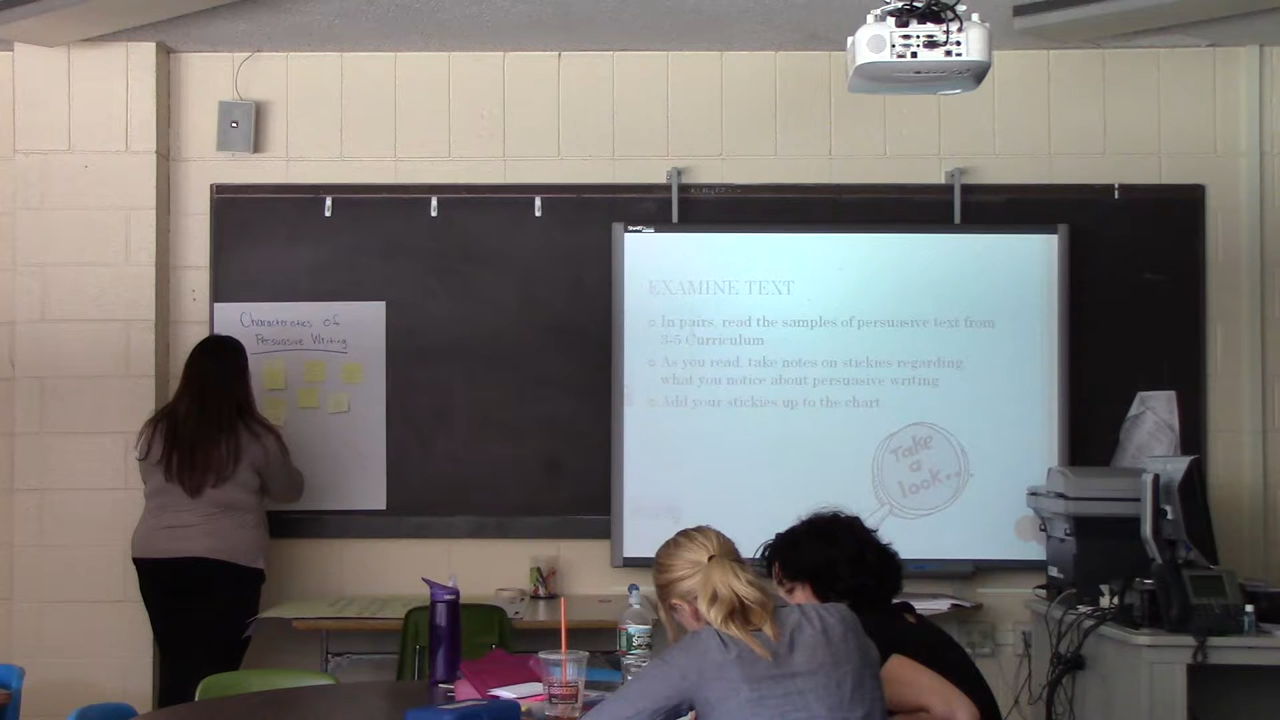 Characteristics of
Persuasive Writing
EXAMINE TEXT
In pairs, read the samples of persuasive text from
3-5 Curriculum
As you read, take notes on stickies regarding
what you notice about persuasive writing
Add your stickies up to the chart
Take
a
look...